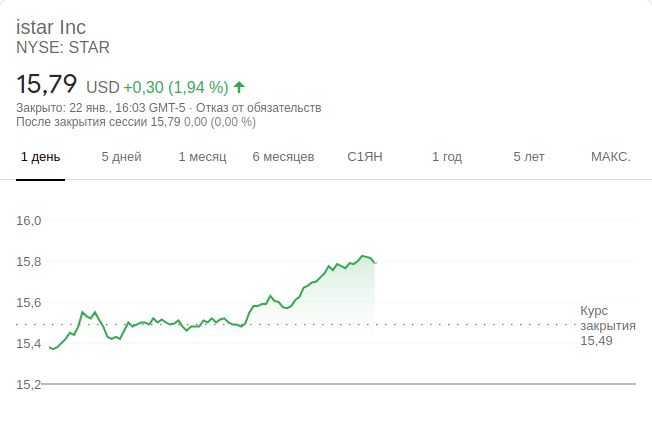 istar Inc
NYSE: STAR
15,79 USD +0,30 (1,94 %)
Закрыто: 22 янв., 16:03 GMT-5 · Отказ от обязательств
После закрытия сессии 15,79 0,00 (0,00 %)
1 день 5 дней 1 месяц 6 месяцев С1ЯН 1 год 5 лет МАКС.
16,0
15,8
15,6
Курс
закрытия
15,49
15,4
15,2